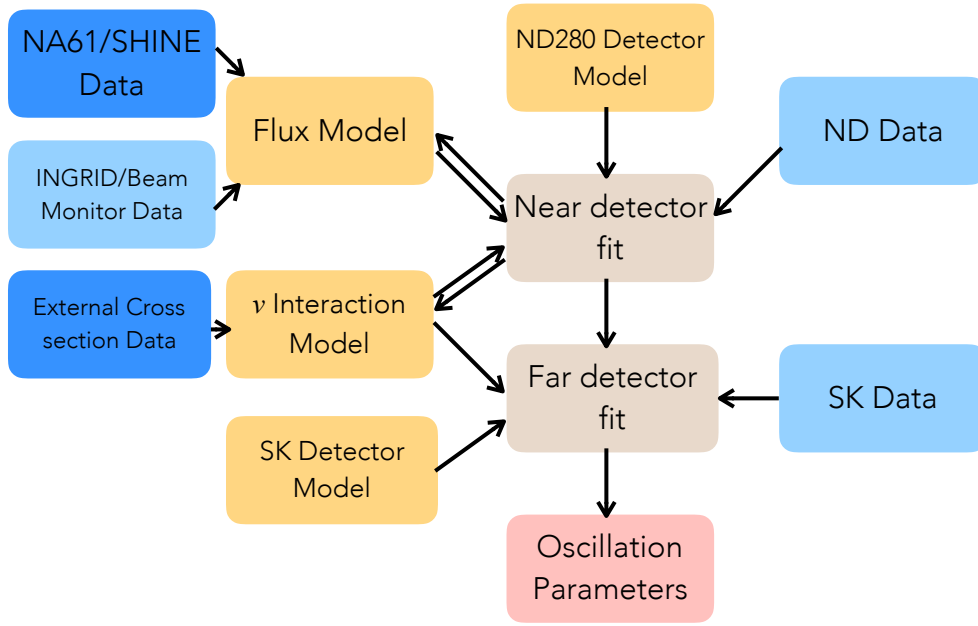 NA61/SHINE
Data
ND280 Detector
Model
Flux Model
ND Data
INGRID/Beam
Monitor Data
Near detector
fit
External Cross
section Data
ν Interaction
Model
Far detector
fit
SK Data
SK Detector
Model
Oscillation
Parameters